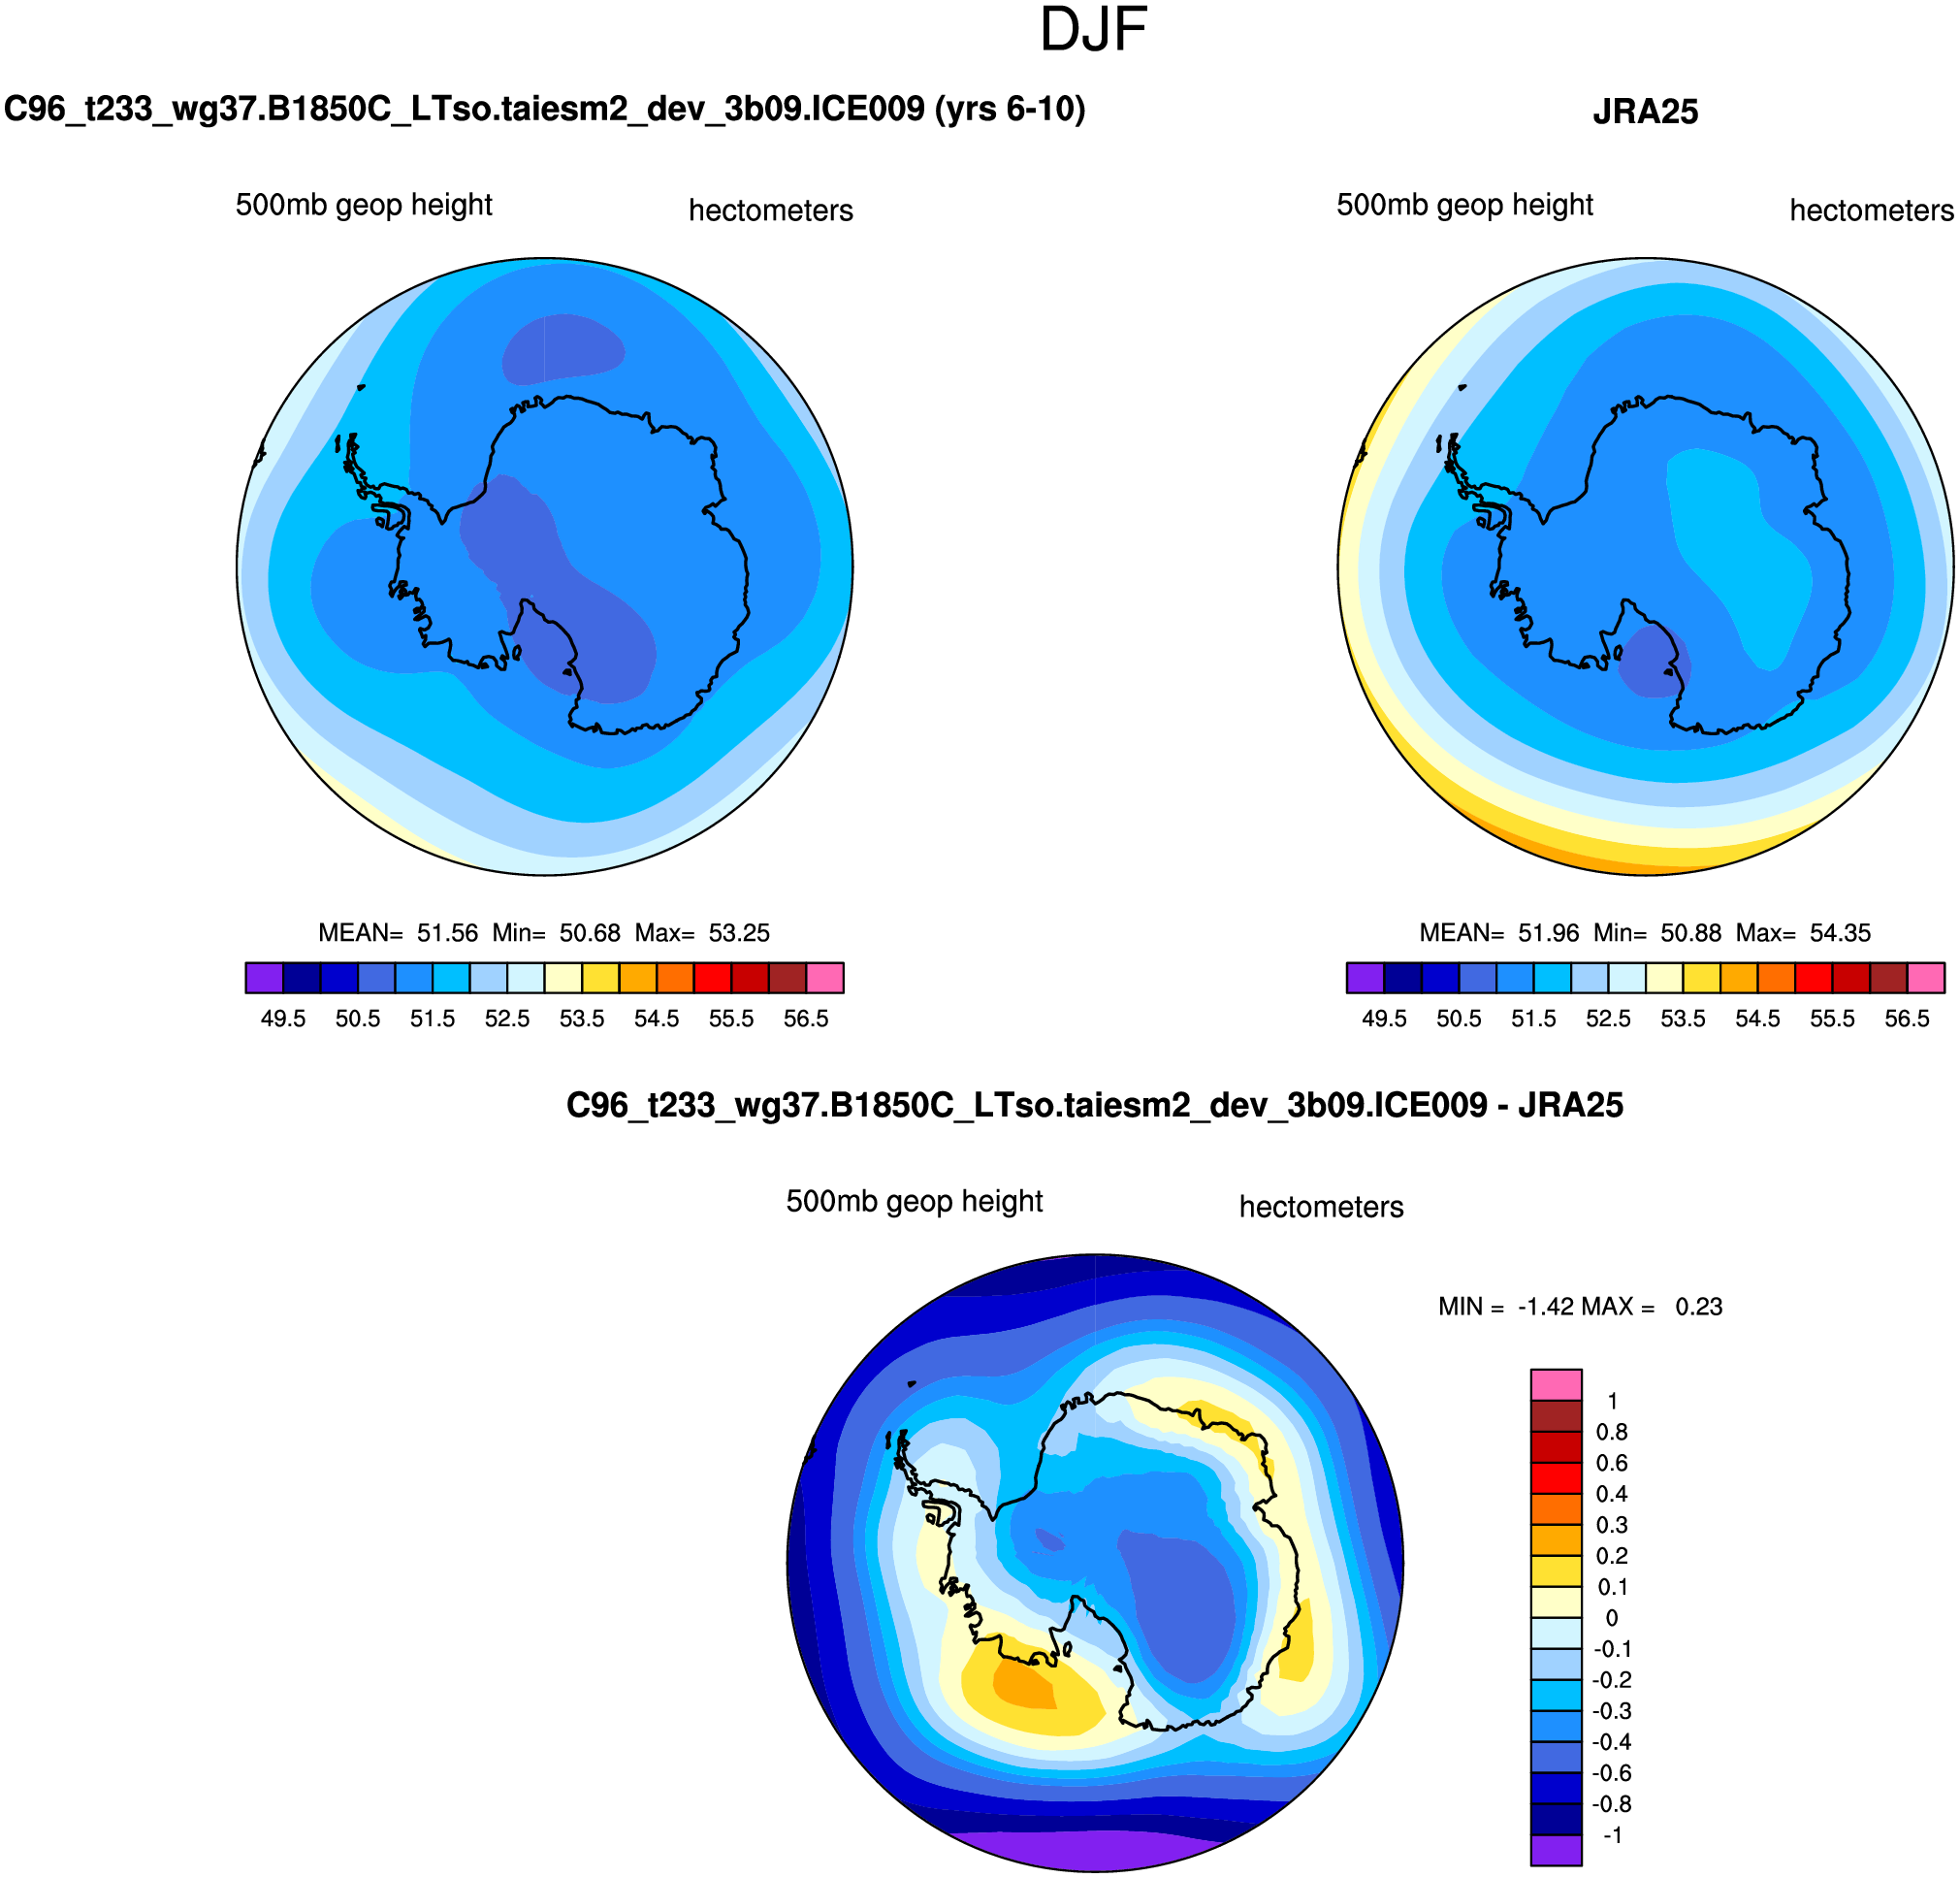 DJF
C96_t233_wg37.B1850C_LTso.taiesm2_dev_3b09.ICE009 (yrs 6-10)
JRA25
500mb geop height
hectometers
500mb geop height
hectometers
MEAN= 51.56 Min= 50.68 Max= 53.25
MEAN= 51.96 Min= 50.88 Max= 54.35
49.5 50.5 51.5 52.5 53.5 54.5 55.5 56.5
49.5 50.5 51.5 52.5 53.5 54.5 55.5 56.5
C96_t233_wg37.B1850C_LTso.taiesm2_dev_3b09.ICE009 - JRA25
500mb geop height
hectometers
MIN = -1.42 MAX = 0.23
1
0.8
0.6
0.4
0.3
0.2
0.1
0
-0.1
-0.2
-0.3
-0.4
-0.6
-0.8
-1